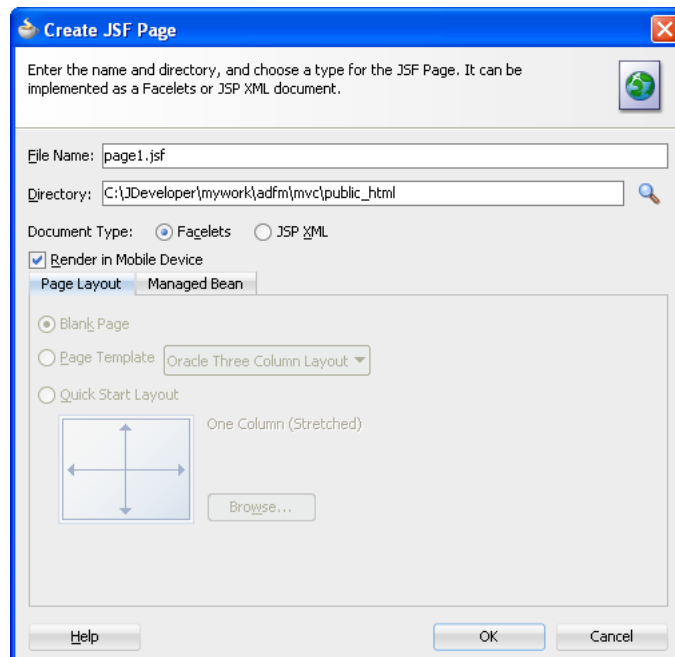 Create JSF Page
Enter the name and directory, and choose a type for the JSF Page. It can be
implemented as a Facelets or JSP XML document.
File Name: page1.jsf
Directory: C:\JDeveloper\mywork\adfm\mvc\public_html
Document Type: Facelets JSP XML
Render in Mobile Device
Page Layout Managed Bean
Blank Page
Page Template Oracle Three Column Layout
Quick Start Layout
One Column (Stretched)
Browse...
Help OK Cancel